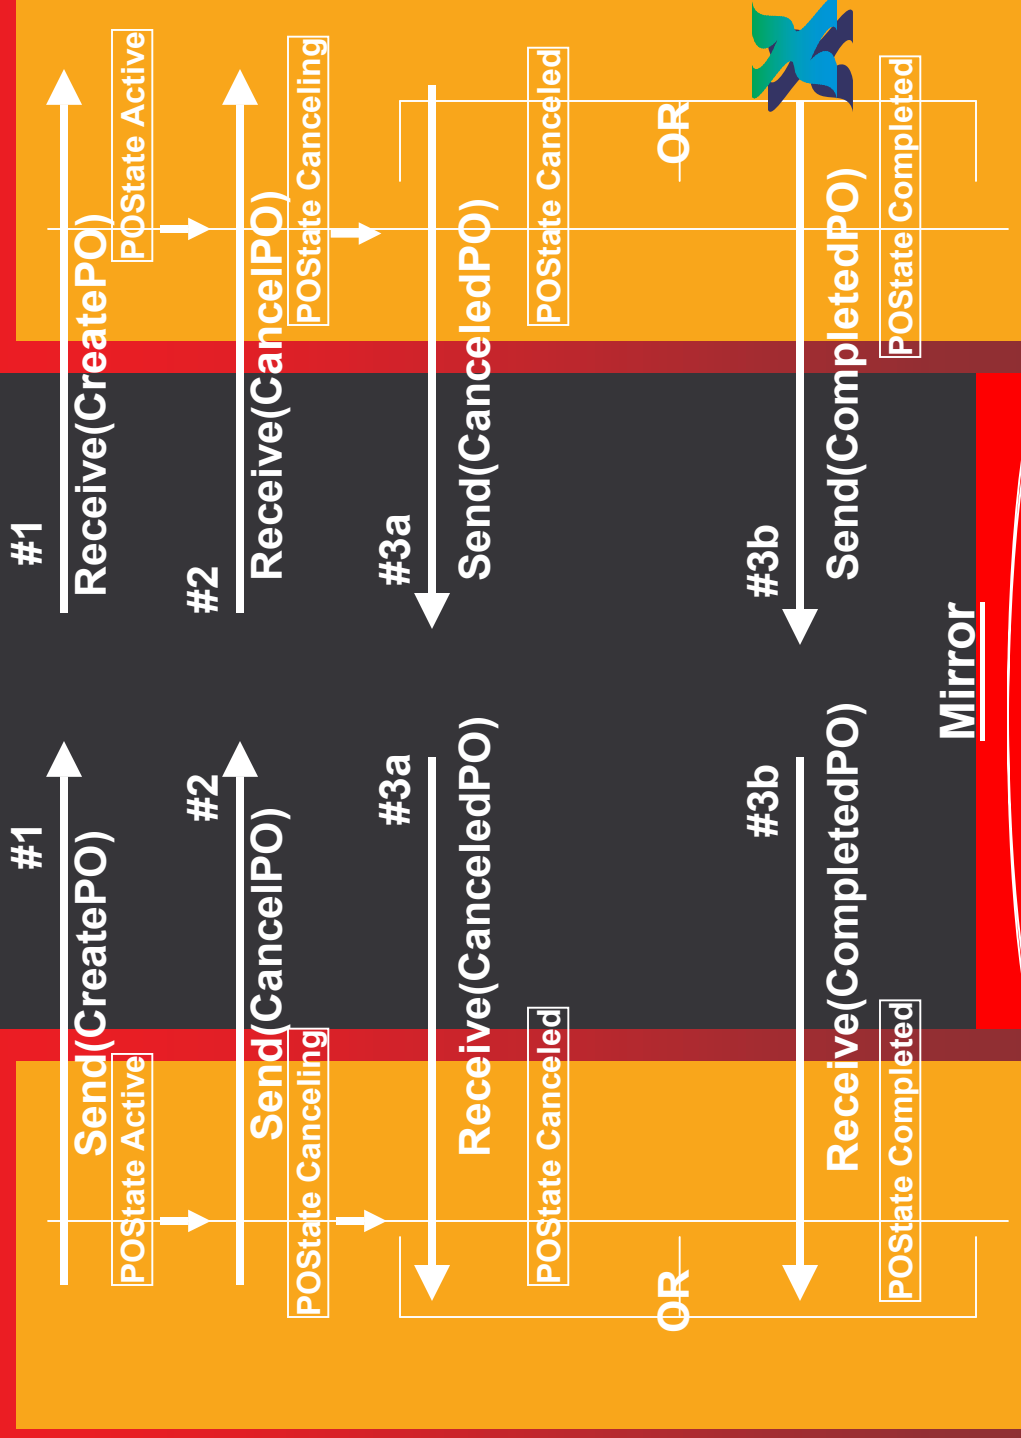 #1
#1
Send(CreatePO)
Receive(CreatePO)
POState Active
POState Active
#2
#2
Send(CancelPO)
Receive(CancelPO)
POState Canceling
POState Canceling
#3a
#3a
Receive(CanceledPO)
Send(CanceledPO)
POState Canceled
POState Canceled
OR
OR
#3b
#3b
Receive(CompletedPO)
Send(CompletedPO)
POState Completed
POState Completed
Mirror